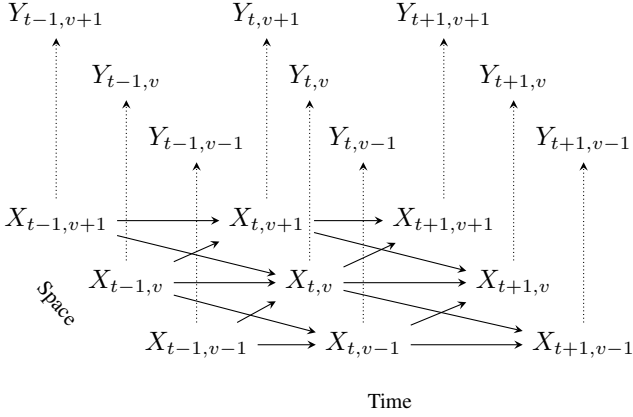 Y_{t−1,v+1} Y_{t,v+1} Y_{t+1,v+1}
Y_{t−1,v} Y_{t,v} Y_{t+1,v}
Y_{t−1,v−1} Y_{t,v−1} Y_{t+1,v−1}
X_{t−1,v+1} X_{t,v+1} X_{t+1,v+1}
X_{t−1,v} X_{t,v} X_{t+1,v}
Space
X_{t−1,v−1} X_{t,v−1} X_{t+1,v−1}
Time